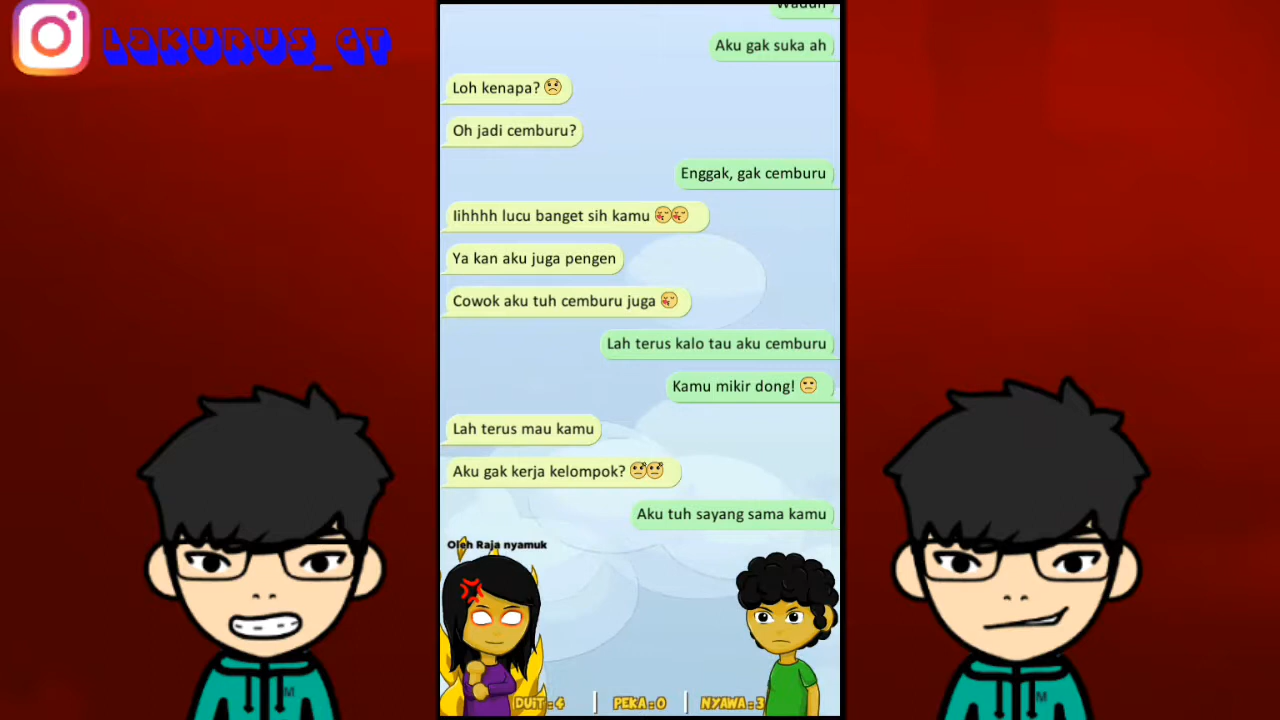 LAKURUS_GT
Waduh
Aku gak suka ah
Loh kenapa?
Oh jadi cemburu?
Enggak, gak cemburu
Iihhhh lucu banget sih kamu
Ya kan aku juga pengen
Cowok aku tuh cemburu juga
Lah terus kalo tau aku cemburu
Kamu mikir dong!
Lah terus mau kamu
Aku gak kerja kelompok?
Aku tuh sayang sama kamu
Oleh Raja nyamuk
M
M
DUiT : 4 | PEKA : 0 | NYAWA : 3